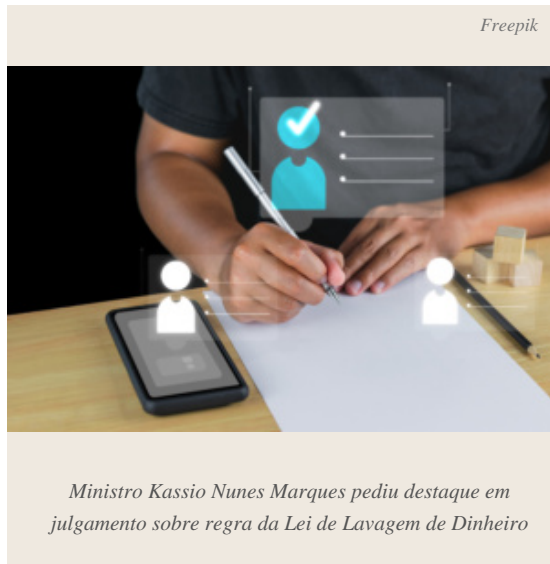 Freepik
Ministro Kassio Nunes Marques pediu destaque em
julgamento sobre regra da Lei de Lavagem de Dinheiro